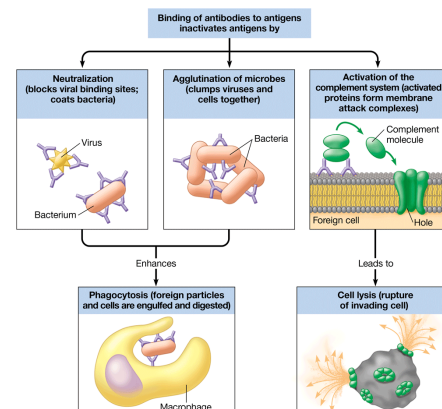 Binding of antibodies to antigens
inactivates antigens by
Neutralization
(blocks viral binding sites;
coats bacteria)
Virus
Bacterium
Agglutination of microbes
(clumps viruses and
cells together)
Bacteria
Activation of the
complement system (activated
proteins form membrane
attack complexes)
Complement
molecule
Foreign cell
Hole
Enhances
Leads to
Phagocytosis (foreign particles
and cells are engulfed and digested)
Macrophage
Cell lysis (rupture
of invading cell)